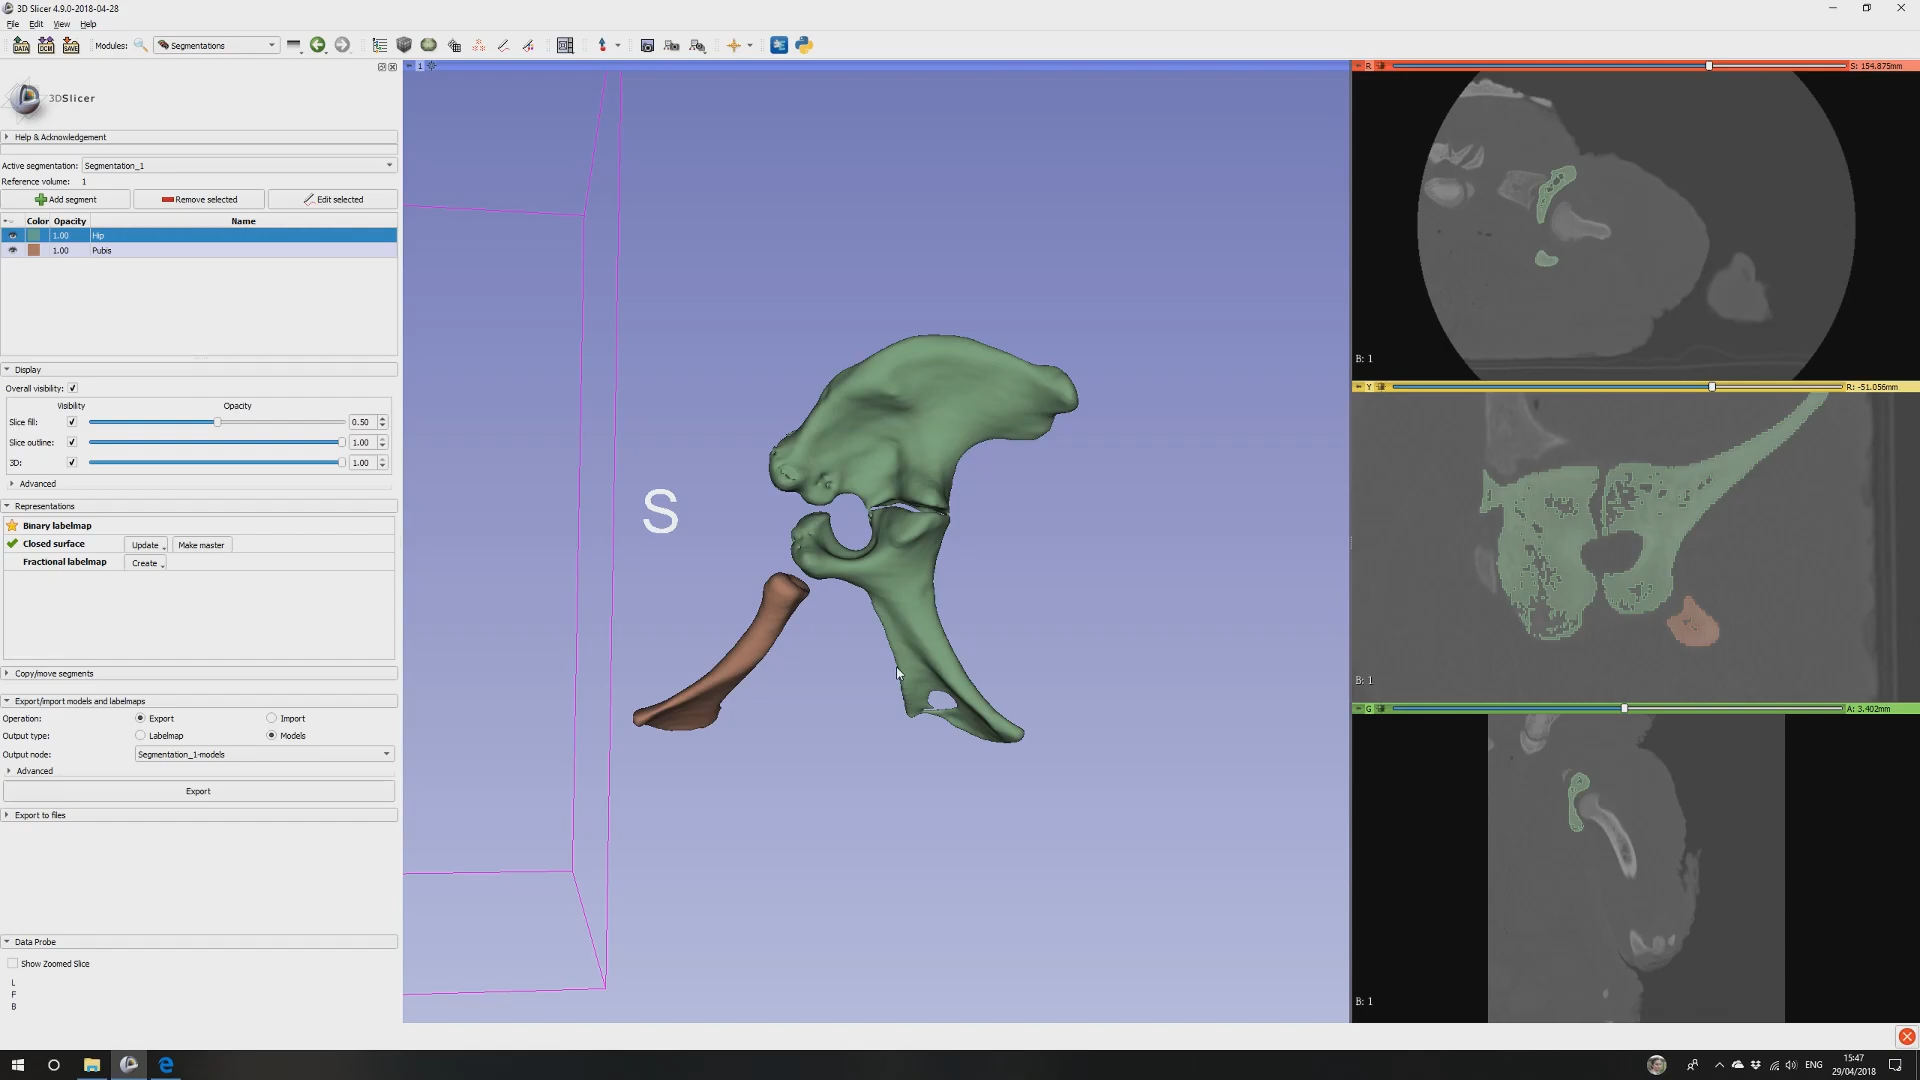 3D Slicer 4.9.0-2018-04-28
File Edit View Help
DATA DCM SAVE Modules: Segmentations
1
R S: 154.875mm
3DSlicer
Help & Acknowledgement
Active segmentation: Segmentation_1
Reference volume: 1
Add segment Remove selected Edit selected
Color Opacity Name
1.00 Hip
1.00 Pubis
B: 1
Display
Y R: -51.056mm
Overall visibility:
Visibility Opacity
Slice fill: 0.50
Slice outline: 1.00
3D: 1.00
Advanced
Representations
S
Binary labelmap
Closed surface Update Make master
Fractional labelmap Create
Copy/move segments
B: 1
Export/import models and labelmaps
G A: 3.402mm
Operation: Export Import
Output type: Labelmap Models
Output node: Segmentation_1-models
Advanced
Export
Export to files
Data Probe
Show Zoomed Slice
L
F
B
B: 1
ENG
15:47
29/04/2018